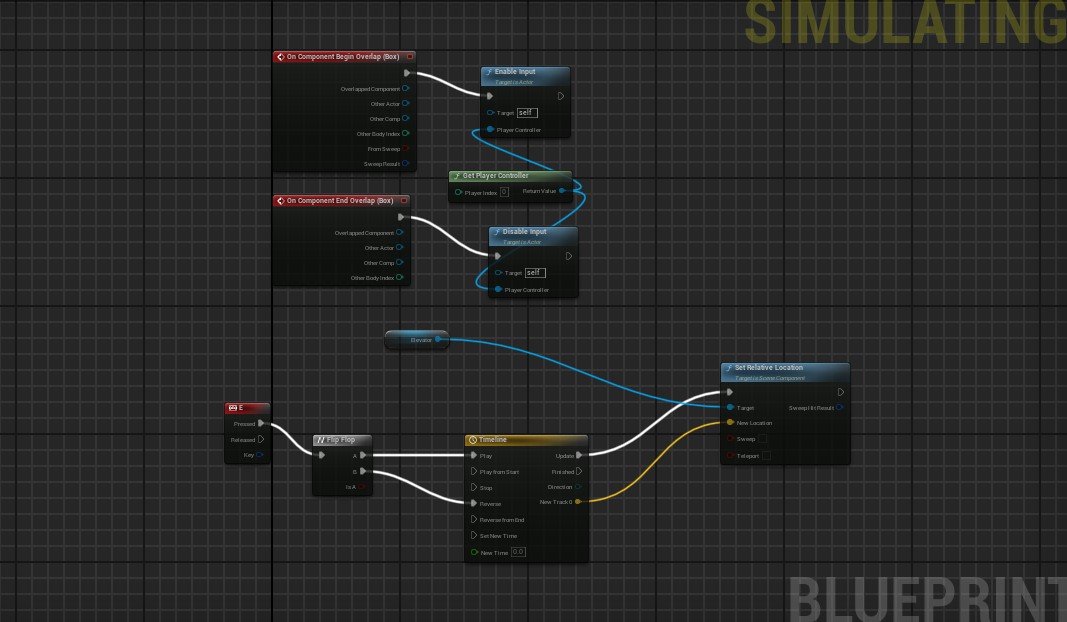 SIMULATING
On Component Begin Overlap (Box)
Overlapped Component
Other Actor
Other Comp
Other Body Index
From Sweep
Sweep Result
Enable Input
Target is Actor
Target self
Player Controller
Get Player Controller
Player Index 0 Return Value
On Component End Overlap (Box)
Overlapped Component
Other Actor
Other Comp
Other Body Index
Disable Input
Target is Actor
Target self
Player Controller
Elevator
Set Relative Location
Target is Scene Component
Target Sweep Hit Result
New Location
Sweep
Teleport
E
Pressed
Released
Key
Flip Flop
A
B
Is A
Timeline
Play Update
Play from Start Finished
Stop Direction
Reverse New Track 0
Reverse from End
Set New Time
New Time 0.0
BLUEPRINT